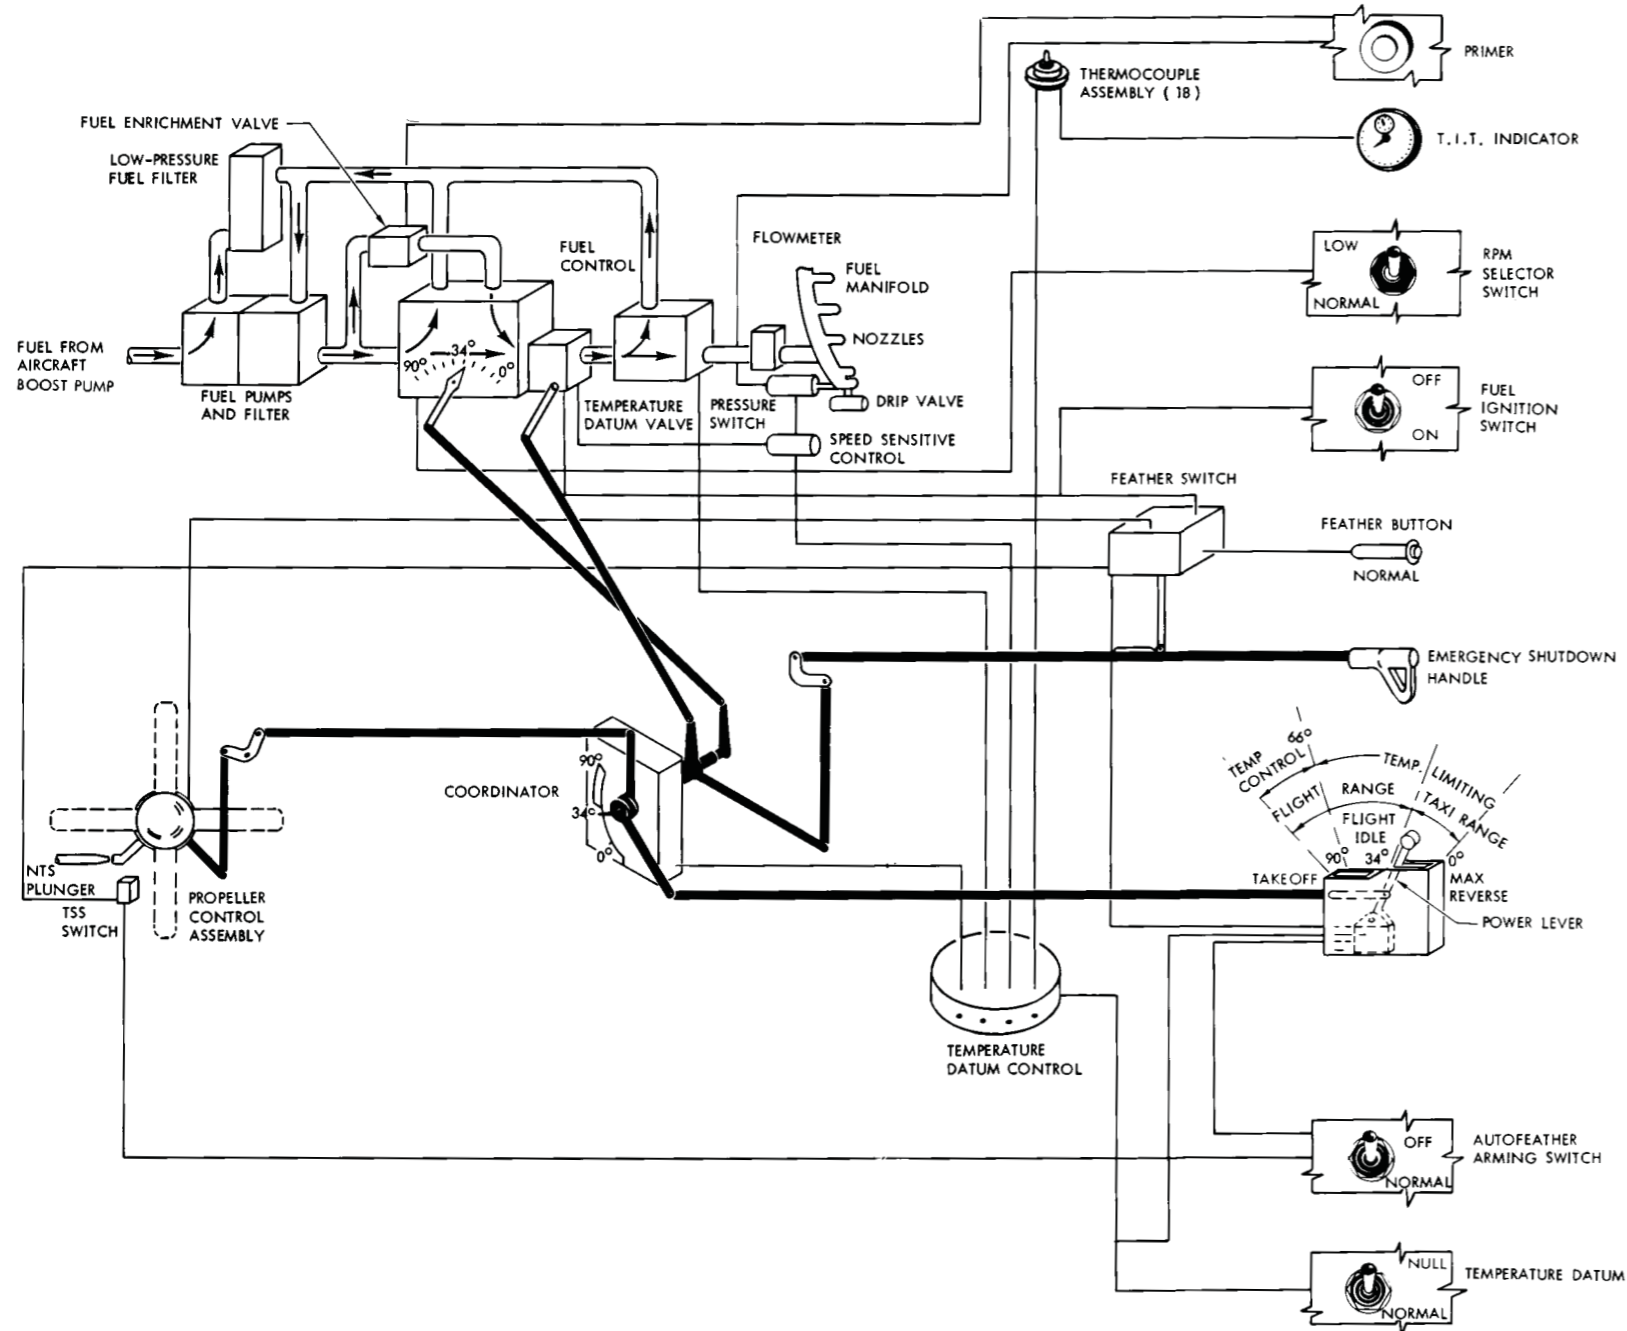 PRIMER
THERMOCOUPLE
ASSEMBLY ( 18 )
FUEL ENRICHMENT VALVE
T.I.T. INDICATOR
LOW-PRESSURE
FUEL FILTER
FLOWMETER
FUEL
CONTROL
FUEL
MANIFOLD
LOW
NORMAL
RPM
SELECTOR
SWITCH
NOZZLES
FUEL FROM
AIRCRAFT
BOOST PUMP
90°
34°
0°
FUEL PUMPS
AND FILTER
TEMPERATURE
DATUM VALVE
PRESSURE
SWITCH
DRIP VALVE
OFF
ON
FUEL
IGNITION
SWITCH
SPEED SENSITIVE
CONTROL
FEATHER SWITCH
FEATHER BUTTON
NORMAL
EMERGENCY SHUTDOWN
HANDLE
66°
TEMP
CONTROL
TEMP.
LIMITING
FLIGHT
RANGE
TAXI RANGE
FLIGHT
IDLE
90°
34°
0°
TAKEOFF
MAX
REVERSE
POWER LEVER
COORDINATOR
90°
34°
0°
NTS
PLUNGER
TSS
SWITCH
PROPELLER
CONTROL
ASSEMBLY
TEMPERATURE
DATUM CONTROL
OFF
NORMAL
AUTOFEATHER
ARMING SWITCH
NULL
NORMAL
TEMPERATURE DATUM